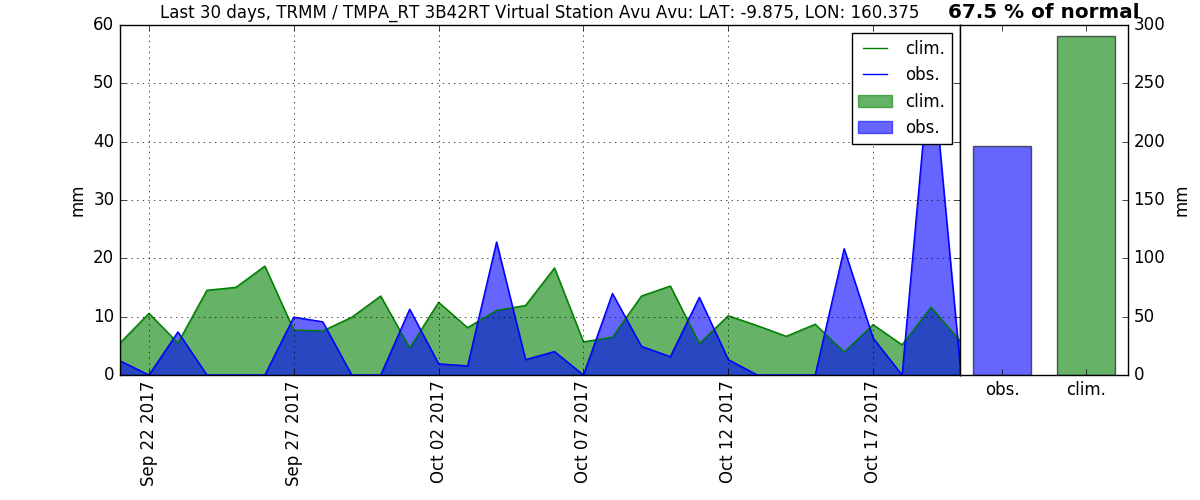 Last 30 days, TRMM / TMPA_RT 3B42RT Virtual Station Avu Avu: LAT: -9.875, LON: 160.375
67.5 % of normal
60
50
40
30
20
10
0
mm
clim.
obs.
clim.
obs.
Sep 22 2017
Sep 27 2017
Oct 02 2017
Oct 07 2017
Oct 12 2017
Oct 17 2017
300
250
200
150
100
50
0
mm
obs.
clim.